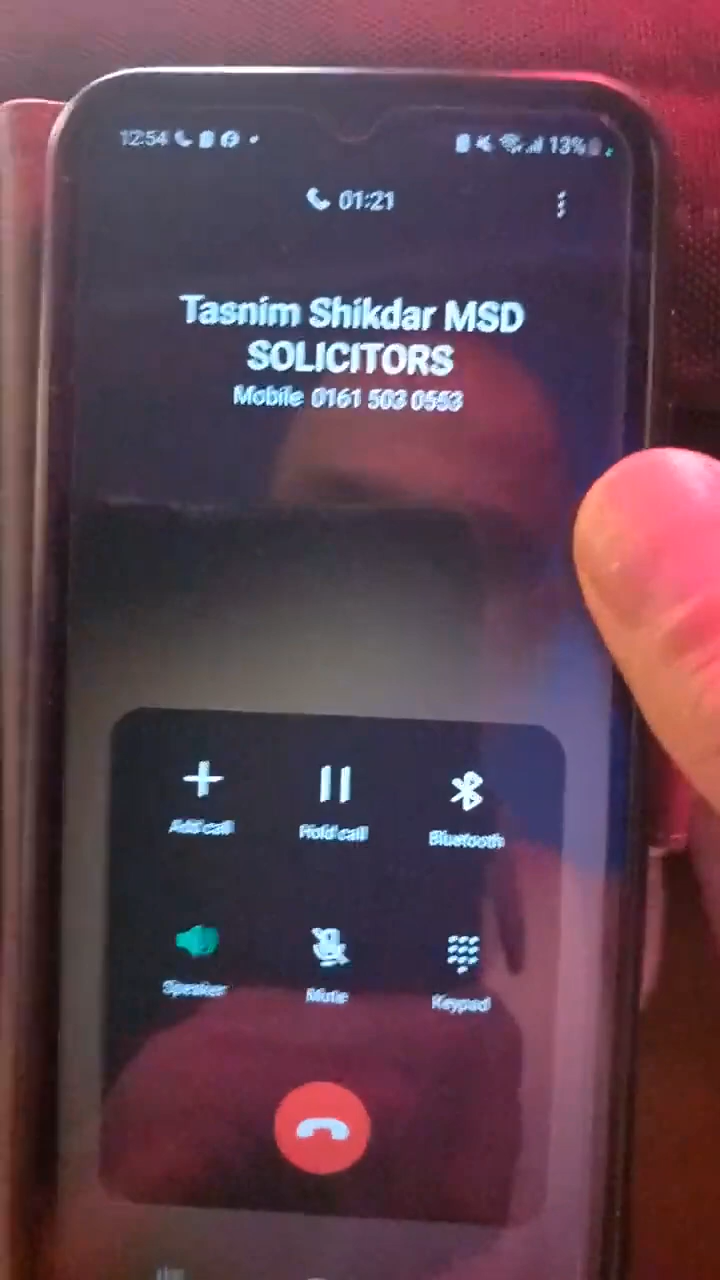 12:54
13%
01:21
Tasnim Shikdar MSD
SOLICITORS
Mobile 0161 503 0553
Add call
Hold call
Bluetooth
Speaker
Mute
Keypad